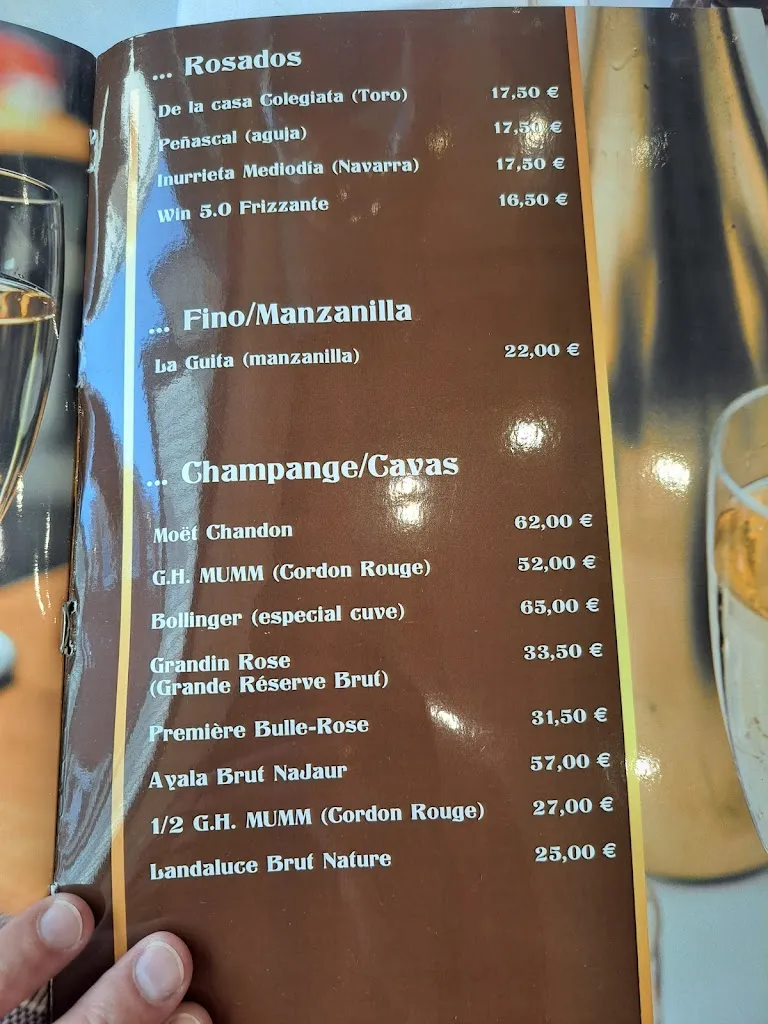 ... Rosados
De la casa Colegiata (Toro) 17,50 €
Peñascal (aguja) 17,50 €
Inurrieta Mediodía (Navarra) 17,50 €
Win 5.0 Frizzante 16,50 €
... Fino/Manzanilla
La Guita (manzanilla) 22,00 €
... Champange/Cavas
Moët Chandon 62,00 €
G.H. MUMM (Cordon Rouge) 52,00 €
Bollinger (especial cuve) 65,00 €
Grandin Rose 33,50 €
(Grande Réserve Brut)
Première Bulle-Rose 31,50 €
Ayala Brut NaJaur 57,00 €
1/2 G.H. MUMM (Cordon Rouge) 27,00 €
Landaluce Brut Nature 25,00 €